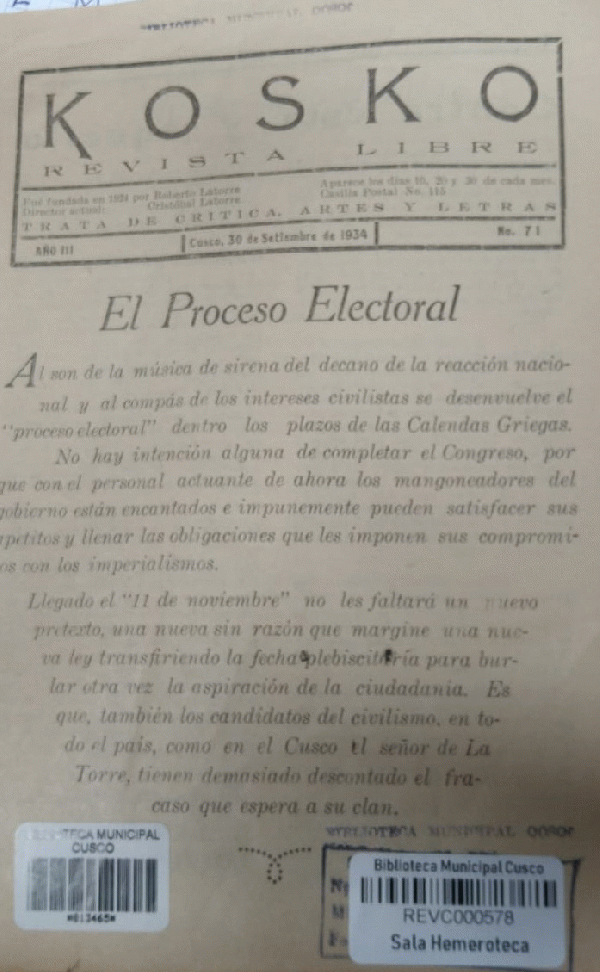 BIBLIOTECA MUNICIPAL
KOSKO
REVISTA LIBRE
Fué fundada en 1924 por Roberto Latorre
Director actual: Cristóbal Latorre
Aparece los días 10, 20 y 30 de cada mes.
Casilla Postal No. 115
TRATA DE CRITICA, ARTES Y LETRAS
AÑO III
Cusco, 30 de Setiembre de 1934
No. 71
El Proceso Electoral
Al son de la música de sirena del decano de la reacción nacio-
nal y al compás de los intereses civilistas se desenvuelve el
"proceso electoral" dentro los plazos de las Calendas Griegas.
No hay intención alguna de completar el Congreso, por
que con el personal actuante de ahora los mangoneadores del
gobierno están encantados e impunemente pueden satisfacer sus
apetitos y llenar las obligaciones que les imponen sus compromi-
os con los imperialismos.
Llegado el "11 de noviembre" no les faltará un nuevo
pretexto, una nueva sin razón que margine una nue-
va ley transfiriendo la fecha plebiscitaria para bur-
lar otra vez la aspiración de la ciudadania. Es
que, también los candidatos del civilismo, en to-
do el país, como en el Cusco el señor de La
Torre, tienen demasiado descontado el fra-
caso que espera a su clan.
BIBLIOTECA MUNICIPAL
CUSCO
*013465*
BIBLIOTECA MUNICIPAL
Biblioteca Municipal Cusco
REVC000578
Sala Hemeroteca